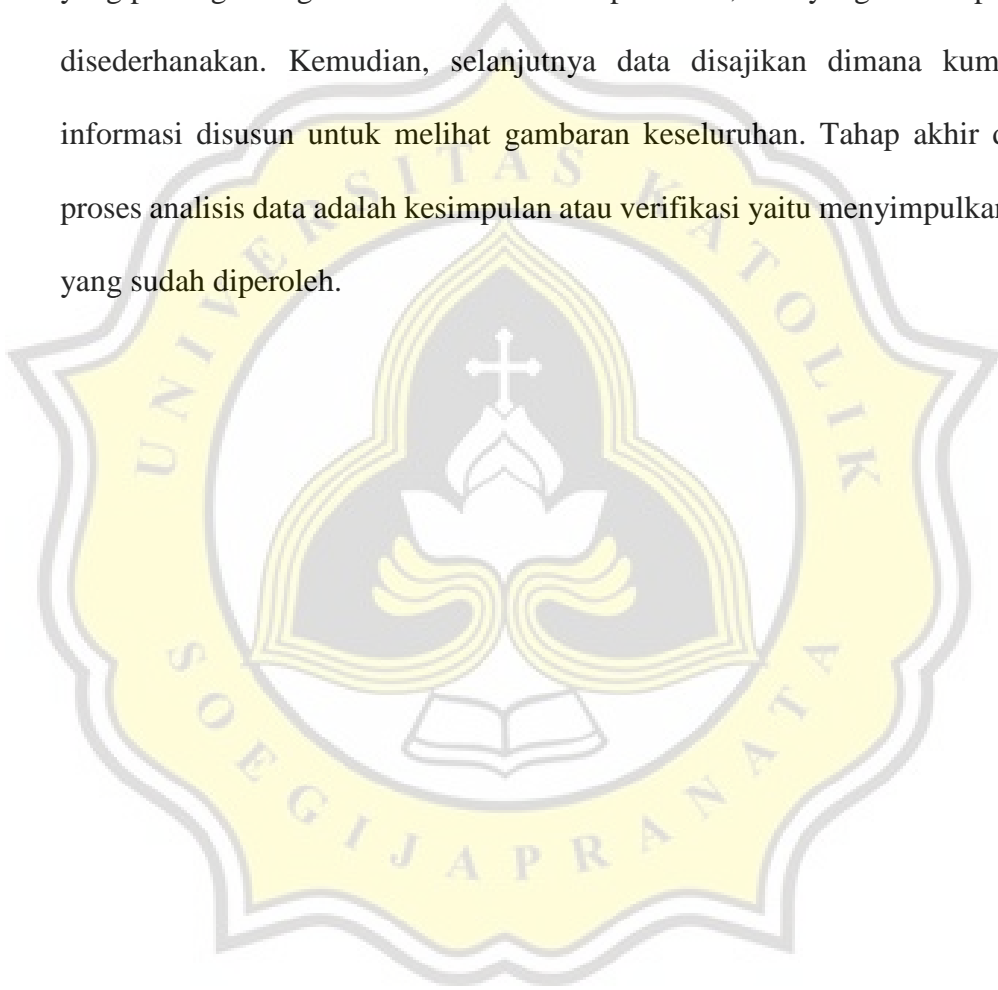 disederhanakan. Kemudian, selanjutnya data disajikan dimana kum
informasi disusun untuk melihat gambaran keseluruhan. Tahap akhir
proses analisis data adalah kesimpulan atau verifikasi yaitu menyimpulkan
yang sudah diperoleh.
UNIVERSITAS KATOLIK
SOEGIJAPRANATA